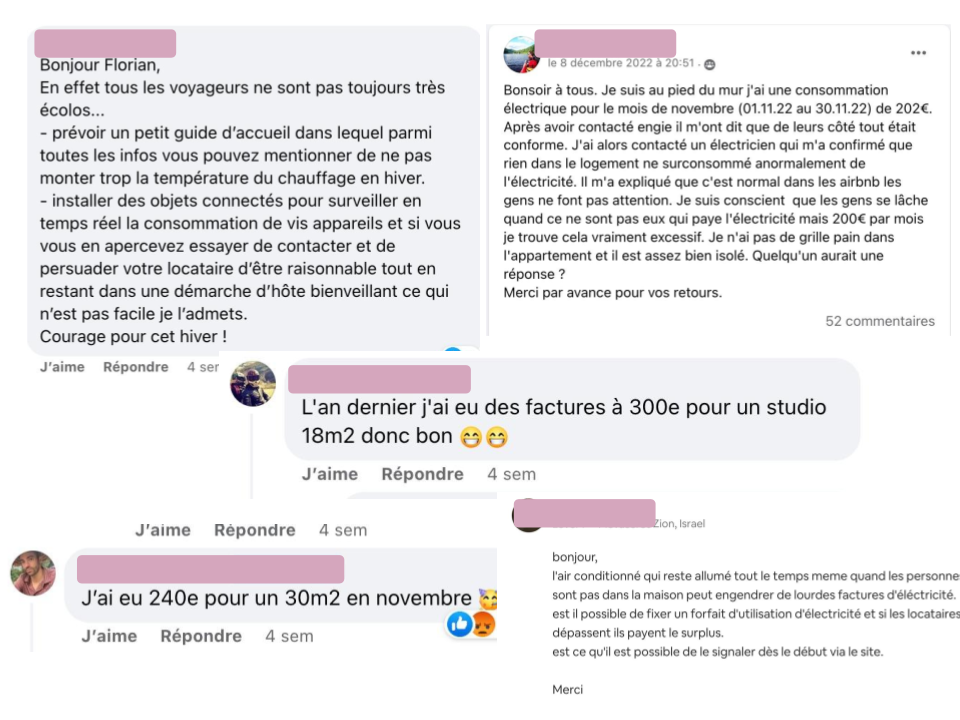 Bonjour Florian,
En effet tous les voyageurs ne sont pas toujours très
écolos...
- prévoir un petit guide d'accueil dans lequel parmi
toutes les infos vous pouvez mentionner de ne pas
monter trop la température du chauffage en hiver.
- installer des objets connectés pour surveiller en
temps réel la consommation de vis appareils et si vous
vous en apercevez essayer de contacter et de
persuader votre locataire d'être raisonnable tout en
restant dans une démarche d'hôte bienveillant ce qui
n'est pas facile je l'admets.
Courage pour cet hiver !
J'aime Répondre 4 sem
le 8 décembre 2022 à 20:51 ·
Bonsoir à tous. Je suis au pied du mur j'ai une consommation
électrique pour le mois de novembre (01.11.22 au 30.11.22) de 202€.
Après avoir contacté engie il m'ont dit que de leurs côté tout était
conforme. J'ai alors contacté un électricien qui m'a confirmé que
rien dans le logement ne surconsommé anormalement de
l'électricité. Il m'a expliqué que c'est normal dans les airbnb les
gens ne font pas attention. Je suis conscient que les gens se lâche
quand ce ne sont pas eux qui paye l'électricité mais 200€ par mois
je trouve cela vraiment excessif. Je n'ai pas de grille pain dans
l'appartement et il est assez bien isolé. Quelqu'un aurait une
réponse ?
Merci par avance pour vos retours.
52 commentaires
L'an dernier j'ai eu des factures à 300e pour un studio
18m2 donc bon 😁😁
J'aime Répondre 4 sem
J'aime Répondre 4 sem
J'ai eu 240e pour un 30m2 en novembre 🥳
J'aime Répondre 4 sem
Zion, Israel
bonjour,
l'air conditionné qui reste allumé tout le temps meme quand les personne
sont pas dans la maison peut engendrer de lourdes factures d'éléctricité.
est il possible de fixer un forfait d'utilisation d'électricité et si les locataires
dépassent ils payent le surplus.
est ce qu'il est possible de le signaler dès le début via le site.
Merci